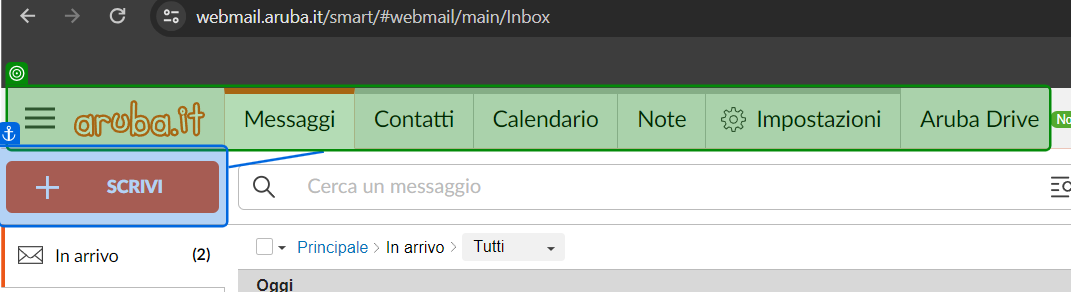 webmail.aruba.it/smart/#webmail/main/Inbox
aruba.it Messaggi Contatti Calendario Note Impostazioni Aruba Drive
SCRIVI Cerca un messaggio
In arrivo (2) Principale > In arrivo > Tutti
Oggi